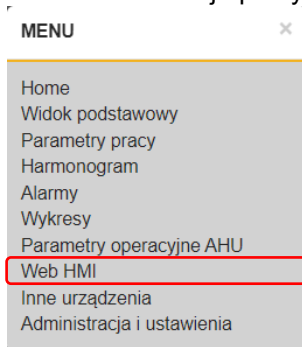 MENU ×
Home
Widok podstawowy
Parametry pracy
Harmonogram
Alarmy
Wykresy
Parametry operacyjne AHU
Web HMI
Inne urządzenia
Administracja i ustawienia